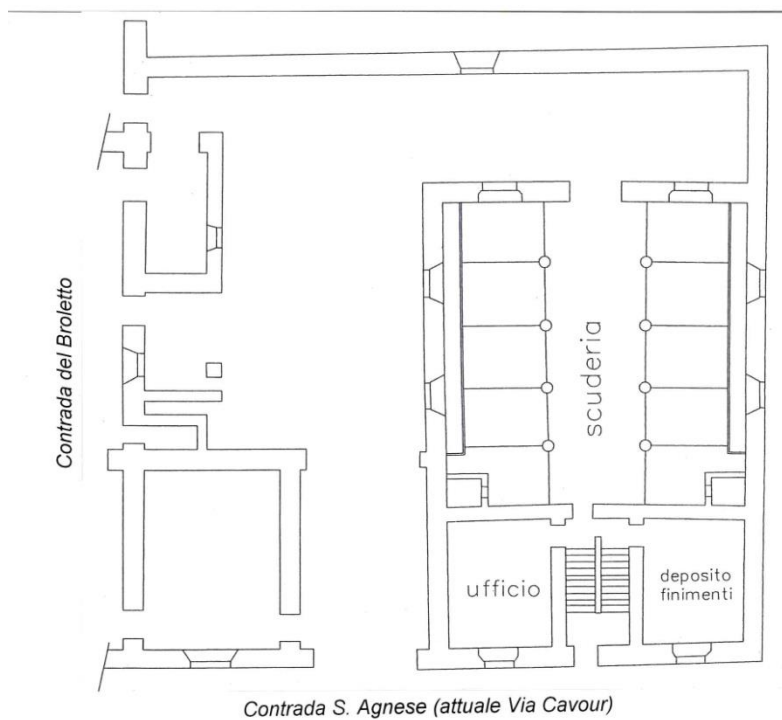 Contrada del Broletto
scuderia
ufficio
deposito
finimenti
Contrada S. Agnese (attuale Via Cavour)